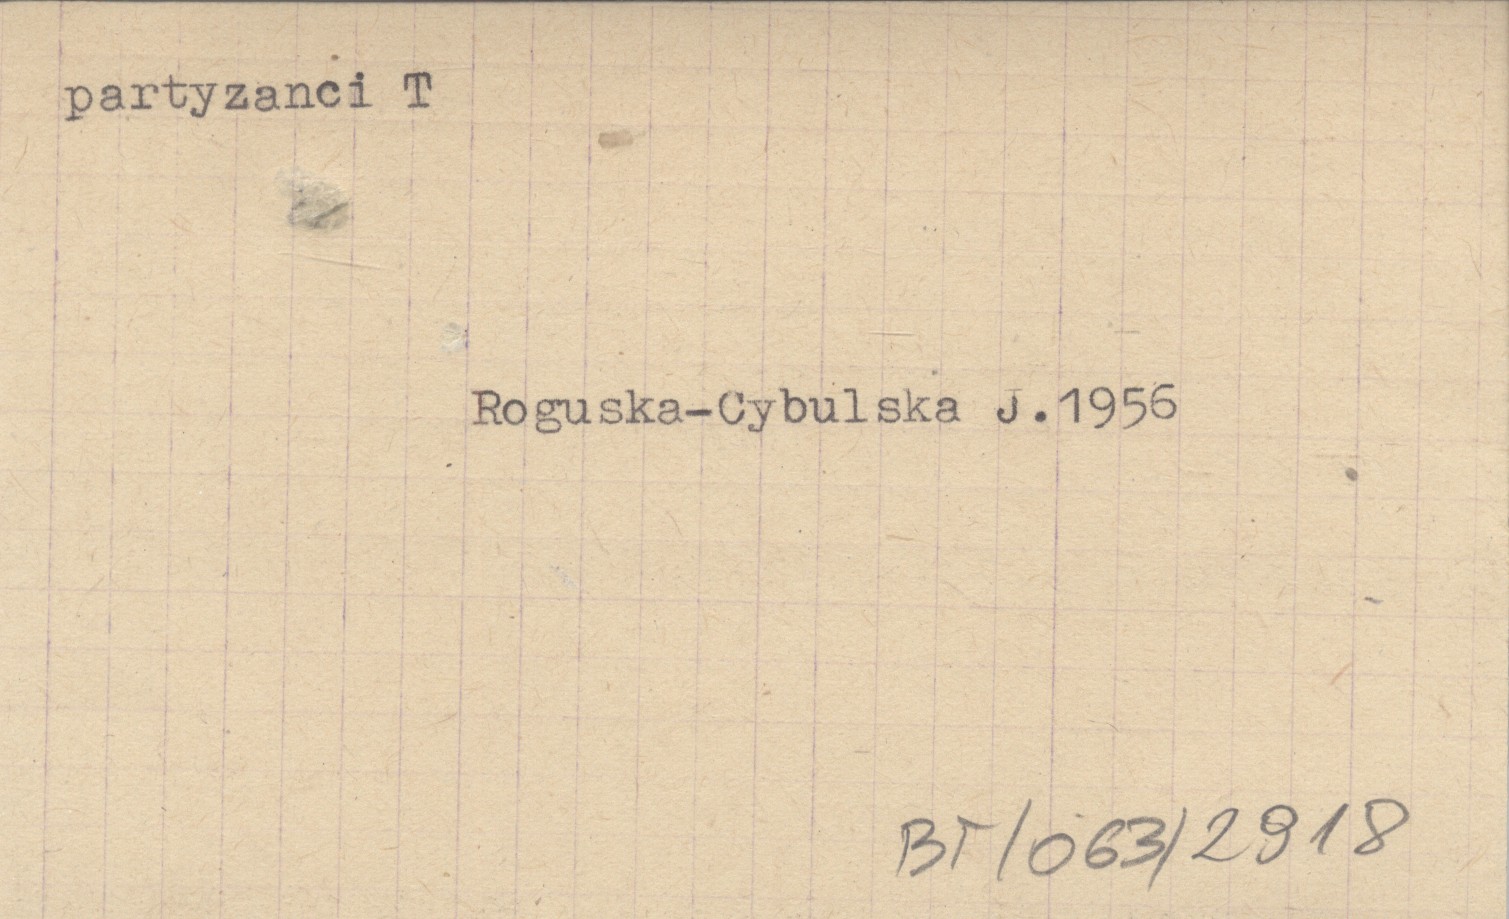 partyzanci T
Roguska-Cybulska J.1956
BT/063/2918